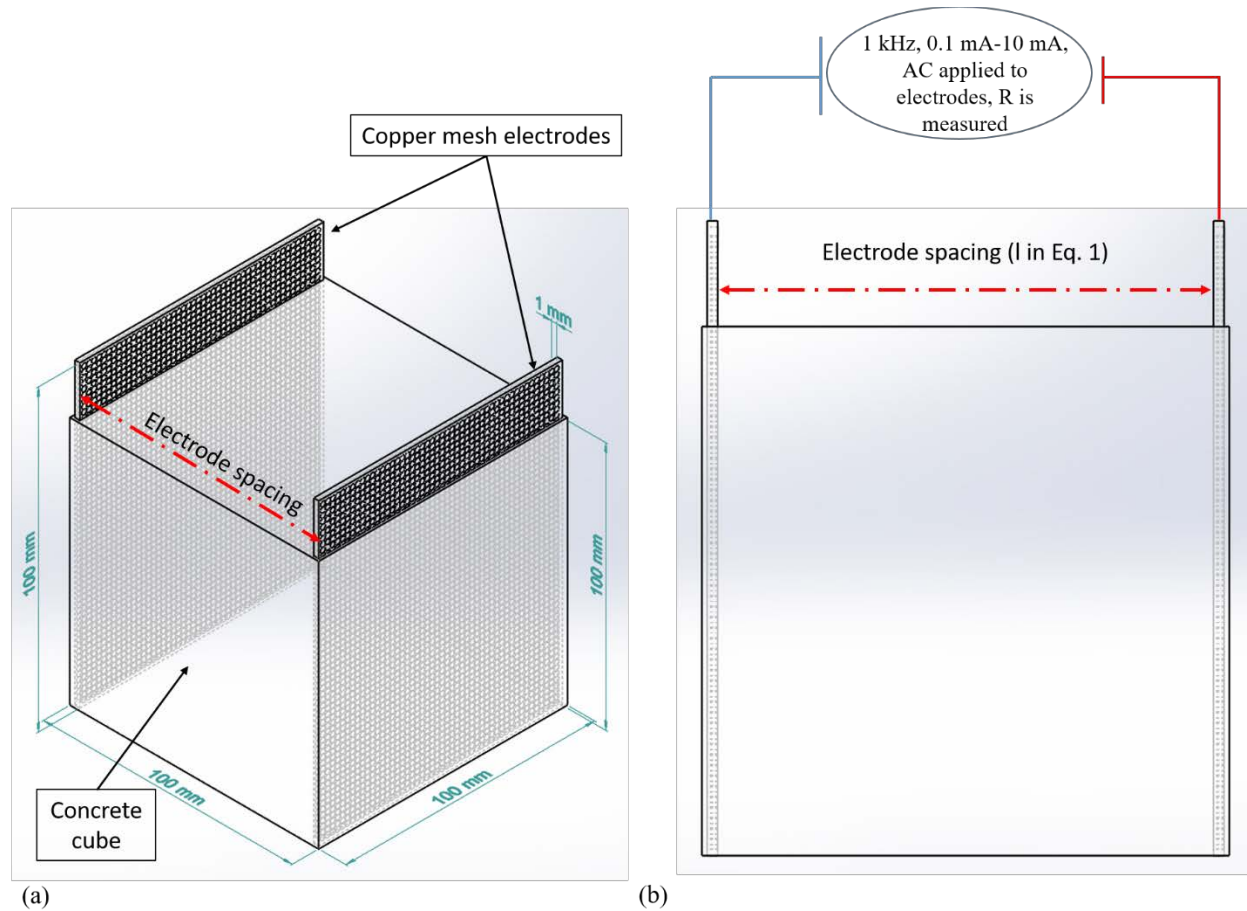 1 kHz, 0.1 mA-10 mA,
AC applied to
electrodes, R is
measured
Copper mesh electrodes
Electrode spacing (l in Eq. 1)
1 mm
Electrode spacing
100 mm
100 mm
100 mm
100 mm
Concrete
cube
(a)
(b)